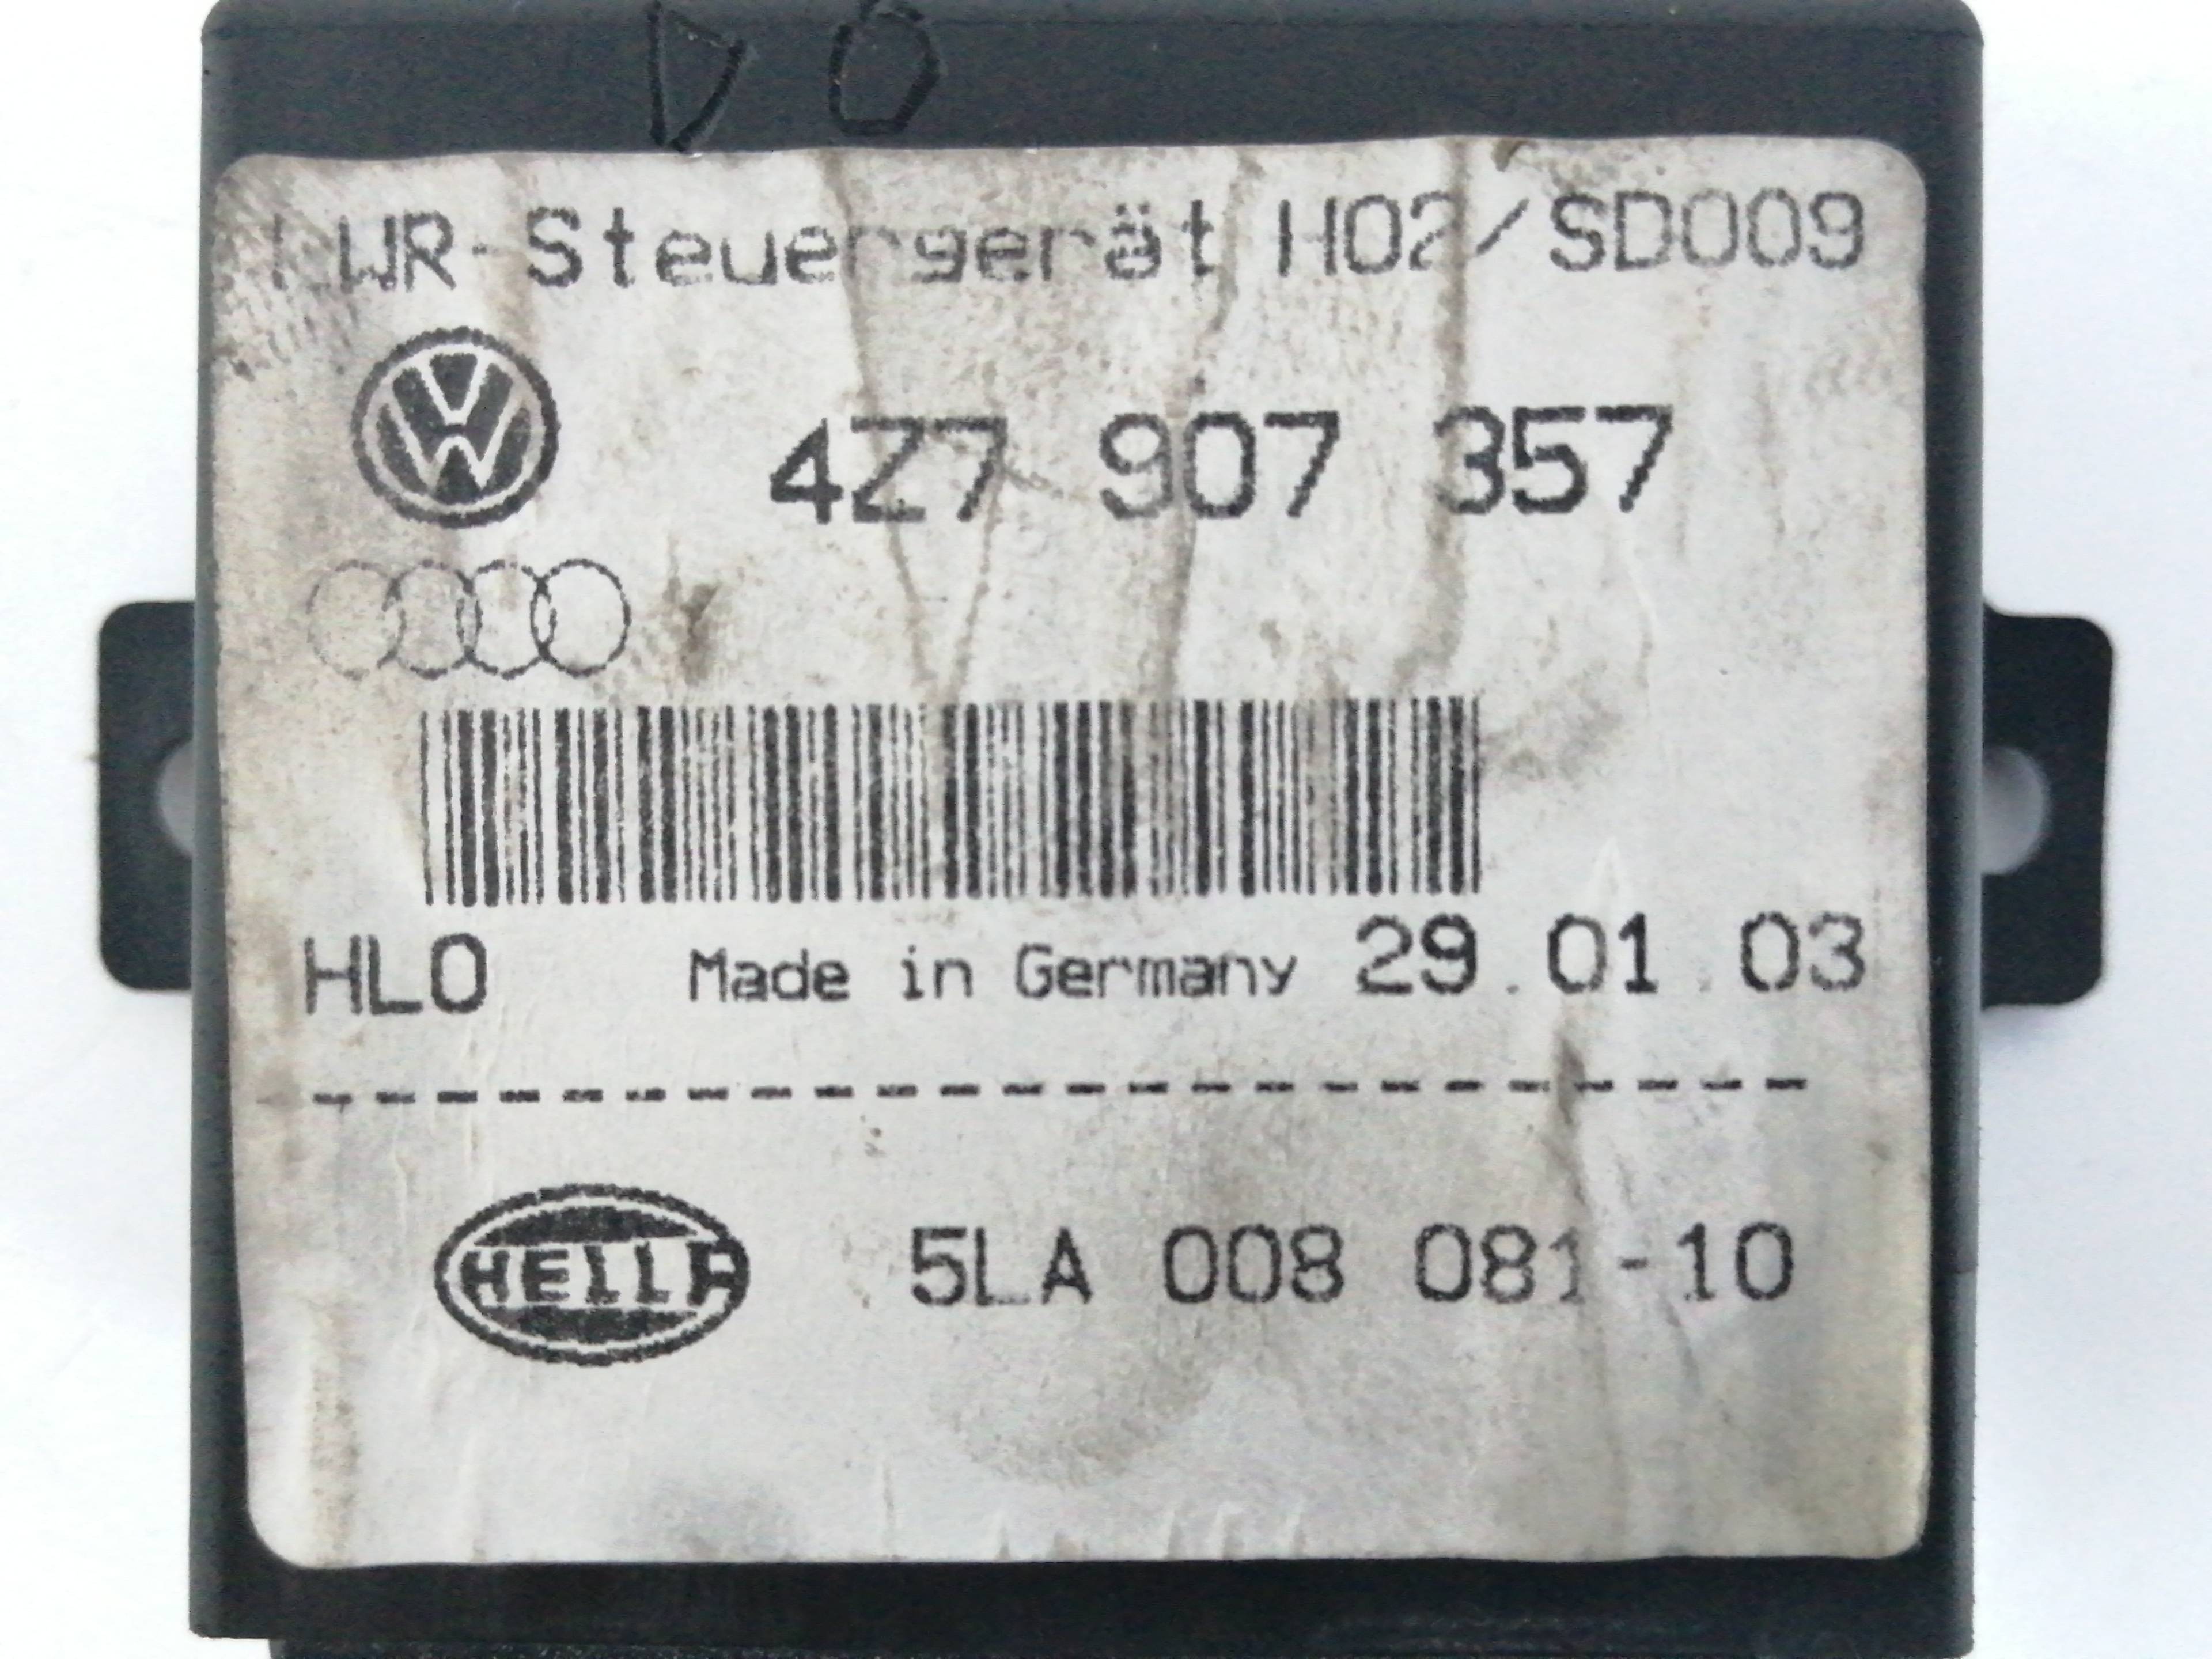 D O
LWR-Steuergerät H02/SD009
4Z7 907 357
HLO Made in Germany 29.01.03
HELLA 5LA 008 081-10